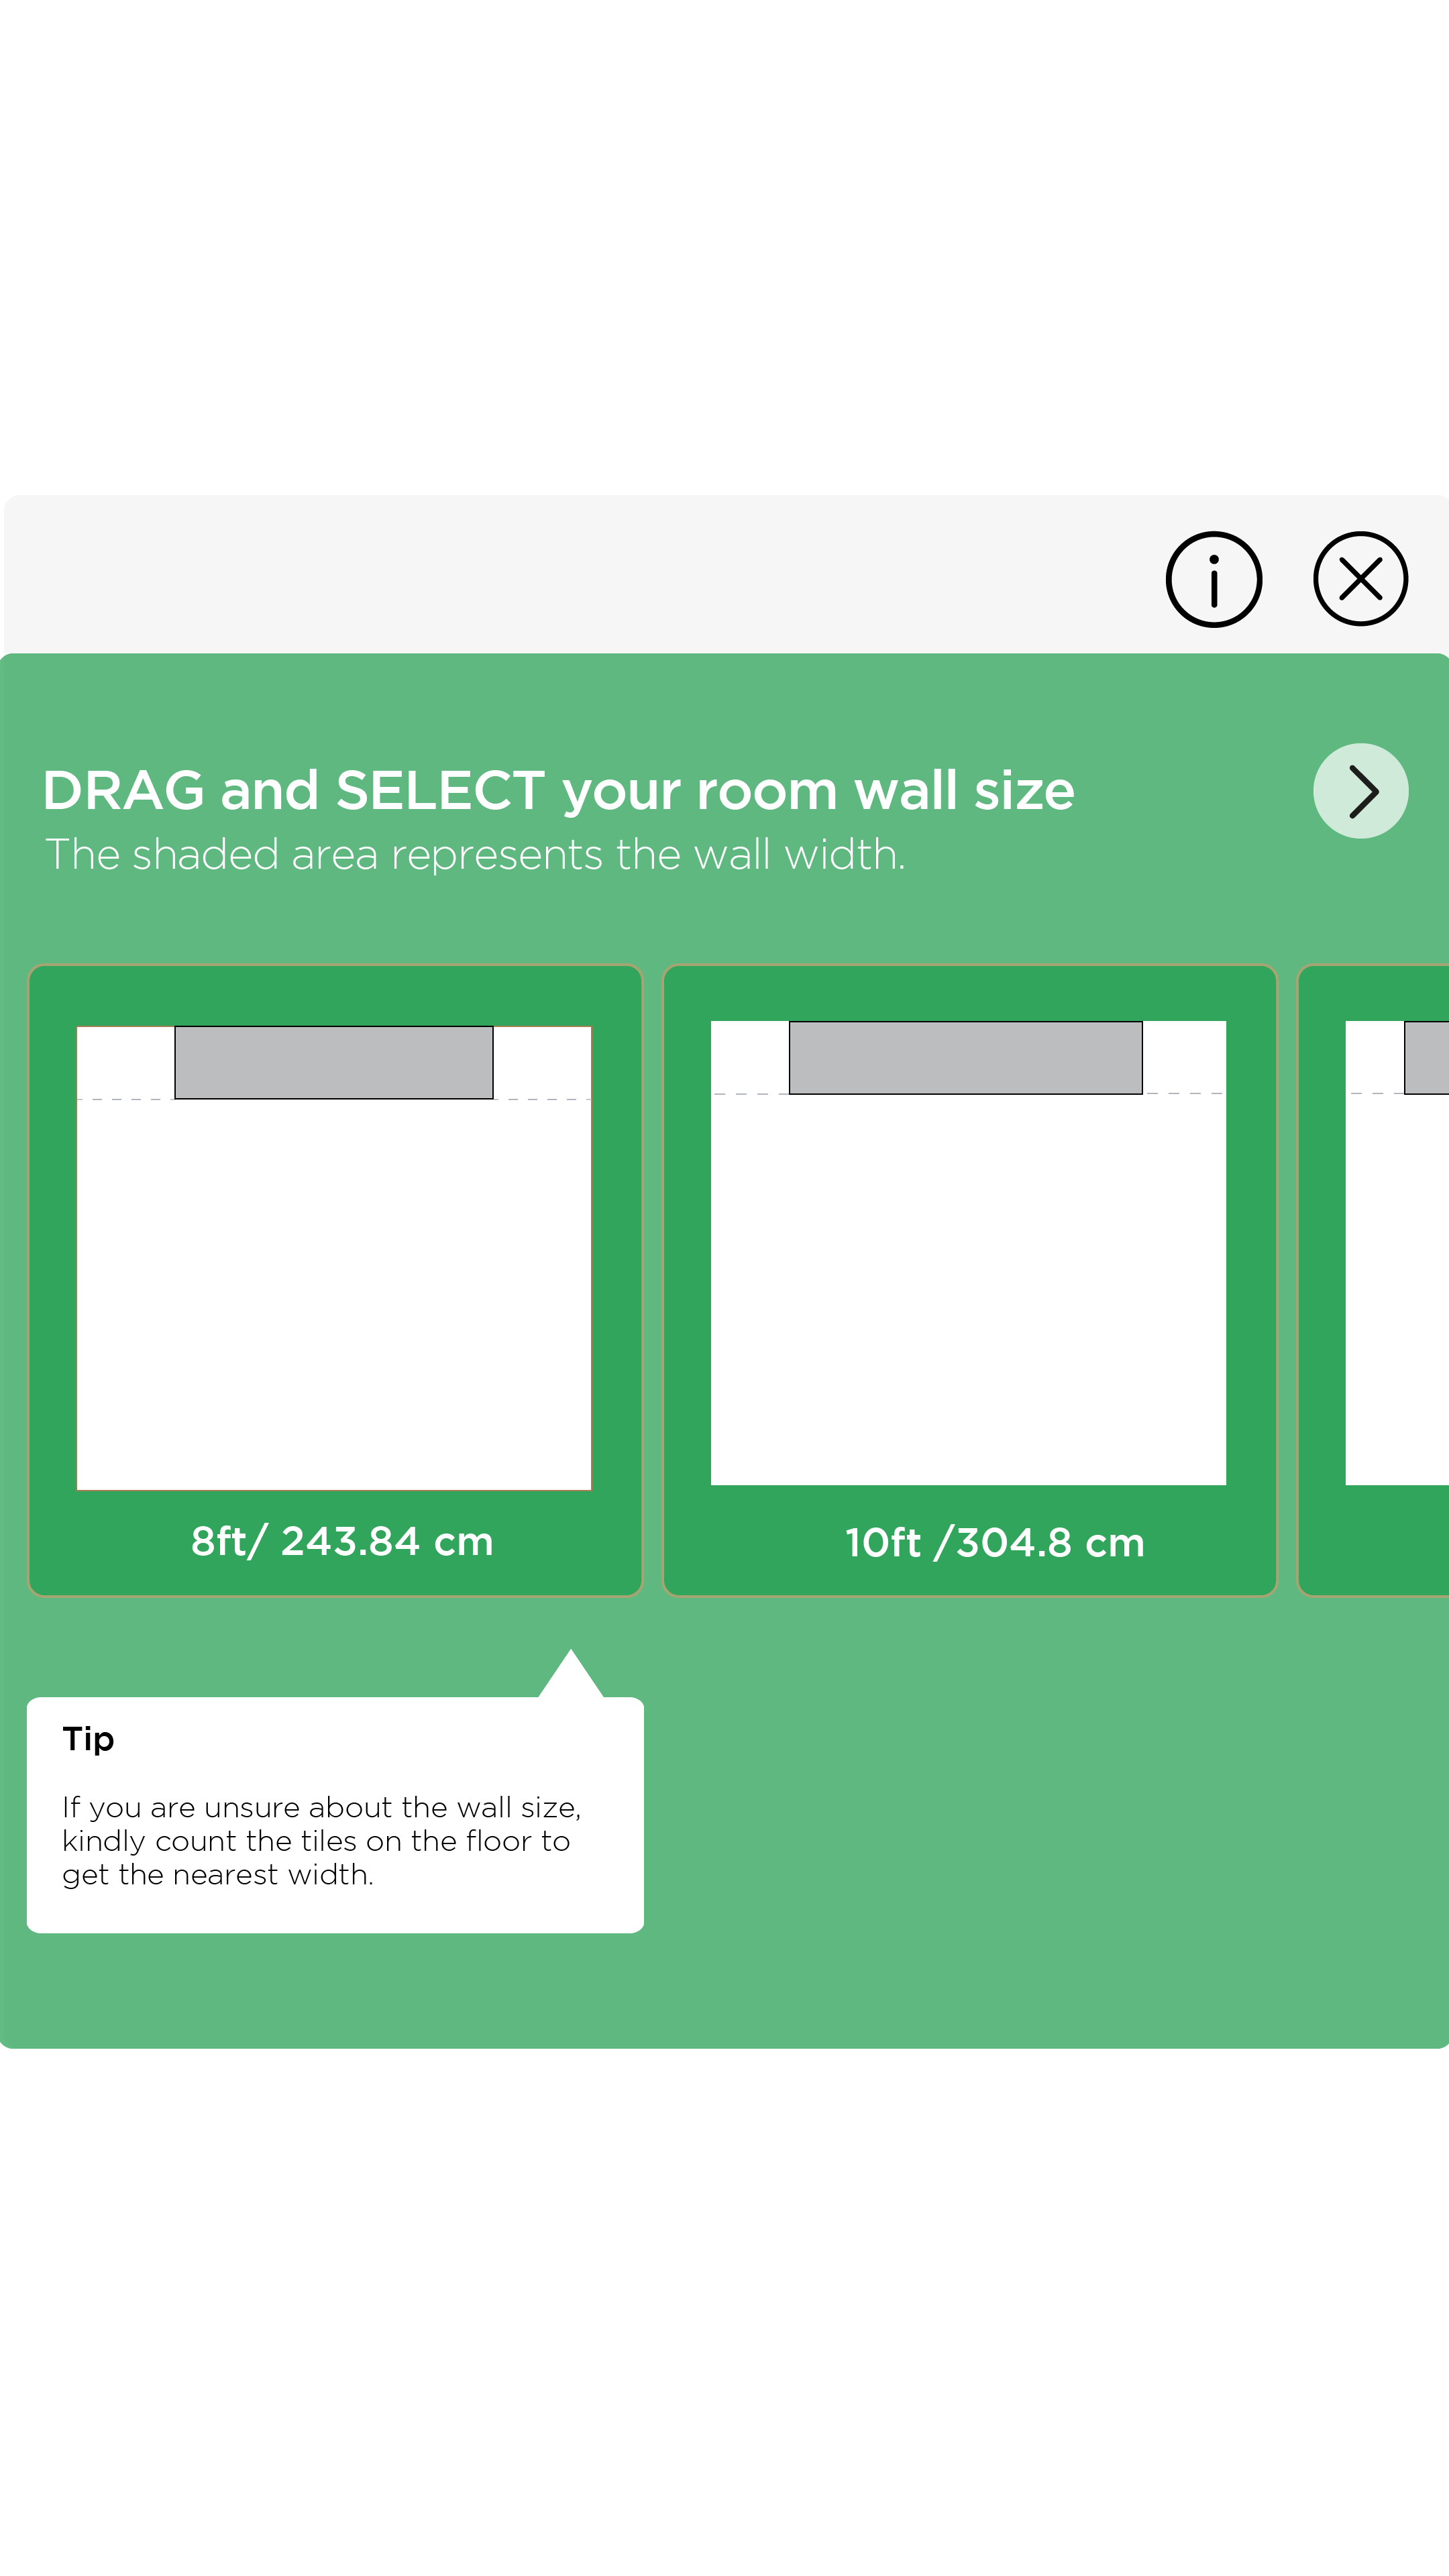 DRAG and SELECT your room wall size
The shaded area represents the wall width.
8ft/ 243.84 cm
10ft /304.8 cm
Tip
If you are unsure about the wall size,
kindly count the tiles on the floor to
get the nearest width.